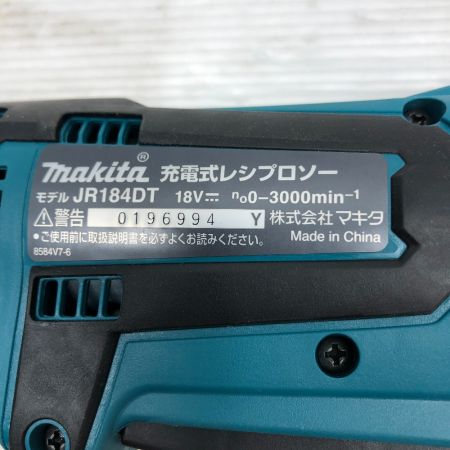 makita® 充電式レシプロソー
モデル JR184DT 18V⎓ n₀0-3000min⁻¹
⚠警告 0196994 Y 株式会社マキタ
●ご使用前に取扱説明書を必ずよくお読みください。 Made in China
8584V7-6